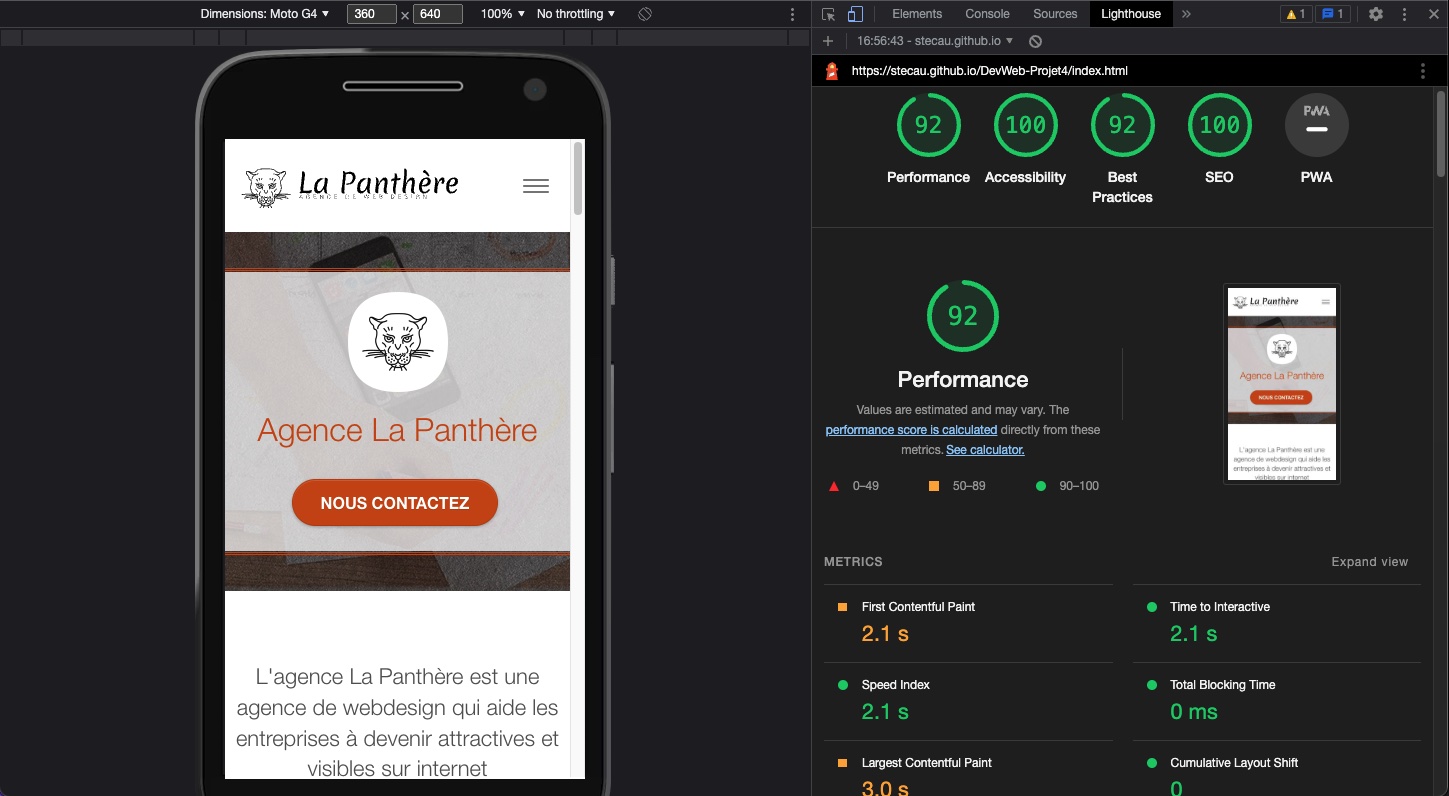 Dimensions: Moto G4 ▼ 360 × 640 100% ▼ No throttling ▼
Elements Console Sources Lighthouse » 1 1
16:56:43 - stecau.github.io ▼
https://stecau.github.io/DevWeb-Projet4/index.html
92 100 92 100 PWA
Performance Accessibility Best Practices SEO PWA
La Panthère
AGENCE DE WEB DESIGN
Agence La Panthère
NOUS CONTACTEZ
L'agence La Panthère est une
agence de webdesign qui aide les
entreprises à devenir attractives et
visibles sur internet
92
Performance
Values are estimated and may vary. The
performance score is calculated directly from these
metrics. See calculator.
0–49 50–89 90–100
La Panthère
Agence La Panthère
NOUS CONTACTEZ
L'agence La Panthère est une
agence de webdesign qui aide les
entreprises à devenir attractives et
visibles sur internet
METRICS Expand view
First Contentful Paint
2.1 s
Time to Interactive
2.1 s
Speed Index
2.1 s
Total Blocking Time
0 ms
Largest Contentful Paint
3.0 s
Cumulative Layout Shift
0